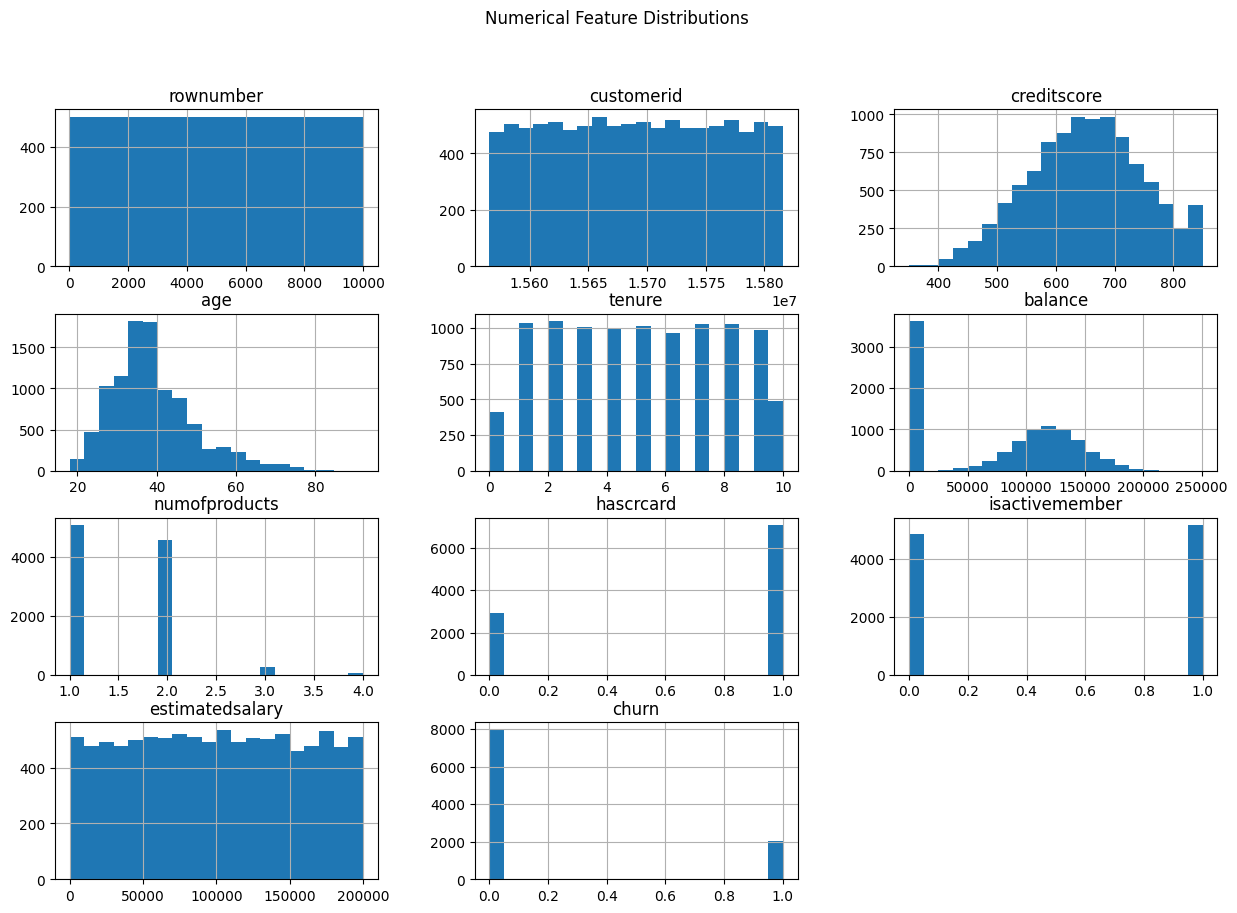 Numerical Feature Distributions
rownumber
customerid
creditscore
400
200
0
0 2000 4000 6000 8000 10000
400
200
0
1.560 1.565 1.570 1.575 1.580
1e7
1000
750
500
250
0
400 500 600 700 800
age
tenure
balance
1500
1000
500
0
20 40 60 80
1000
750
500
250
0
0 2 4 6 8 10
3000
2000
1000
0
0 50000 100000 150000 200000 250000
numofproducts
hascrcard
isactivemember
4000
2000
0
1.0 1.5 2.0 2.5 3.0 3.5 4.0
6000
4000
2000
0
0.0 0.2 0.4 0.6 0.8 1.0
4000
2000
0
0.0 0.2 0.4 0.6 0.8 1.0
estimatedsalary
churn
400
200
0
0 50000 100000 150000 200000
8000
6000
4000
2000
0
0.0 0.2 0.4 0.6 0.8 1.0